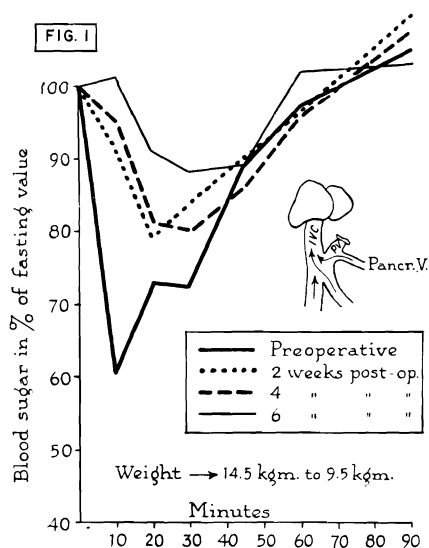 FIG. 1
Blood sugar in % of fasting value
100
90
80
70
60
50
40
IVC
PV
Pancr. V.
Preoperative
2 weeks post-op.
4 " " "
6 " " "
Weight → 14.5 kgm. to 9.5 kgm.
Minutes
10 20 30 40 50 60 70 80 90